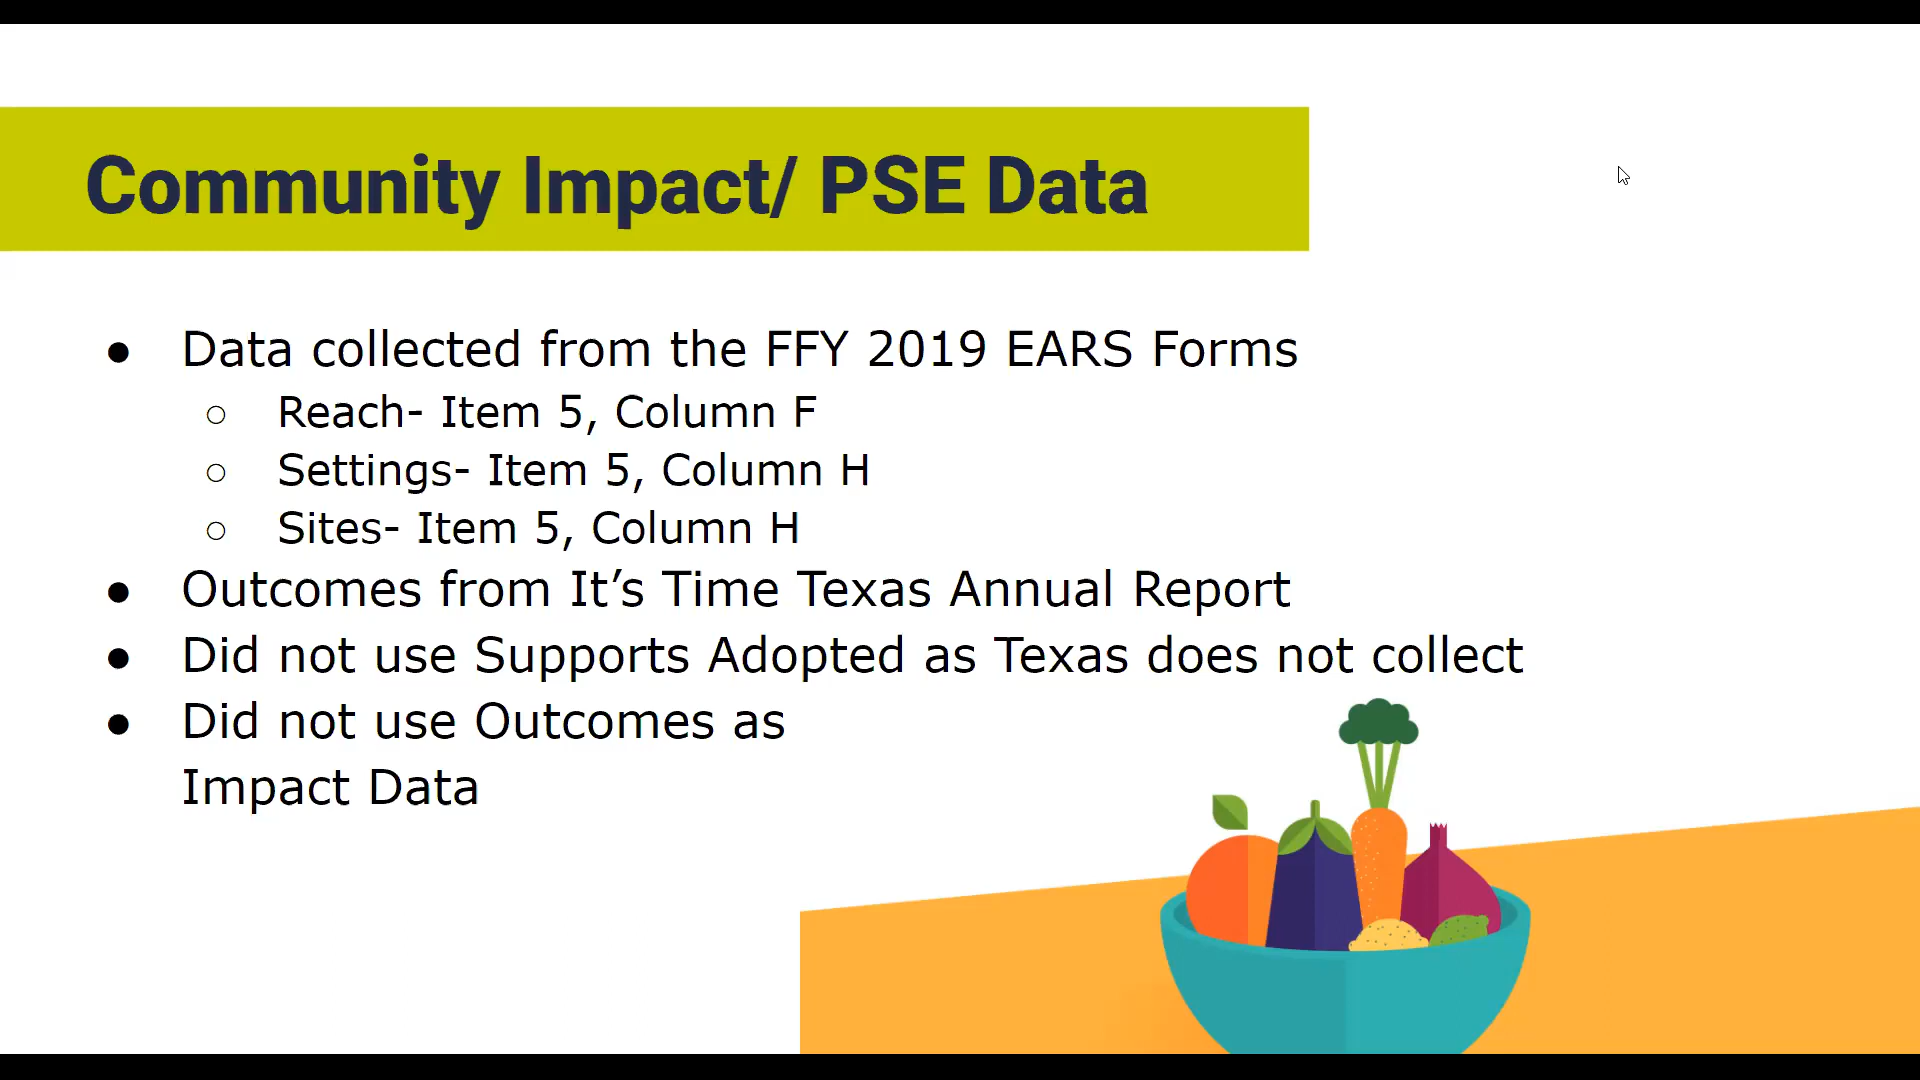 Community Impact/ PSE Data
● Data collected from the FFY 2019 EARS Forms
○ Reach- Item 5, Column F
○ Settings- Item 5, Column H
○ Sites- Item 5, Column H
● Outcomes from It’s Time Texas Annual Report
● Did not use Supports Adopted as Texas does not collect
● Did not use Outcomes as
Impact Data